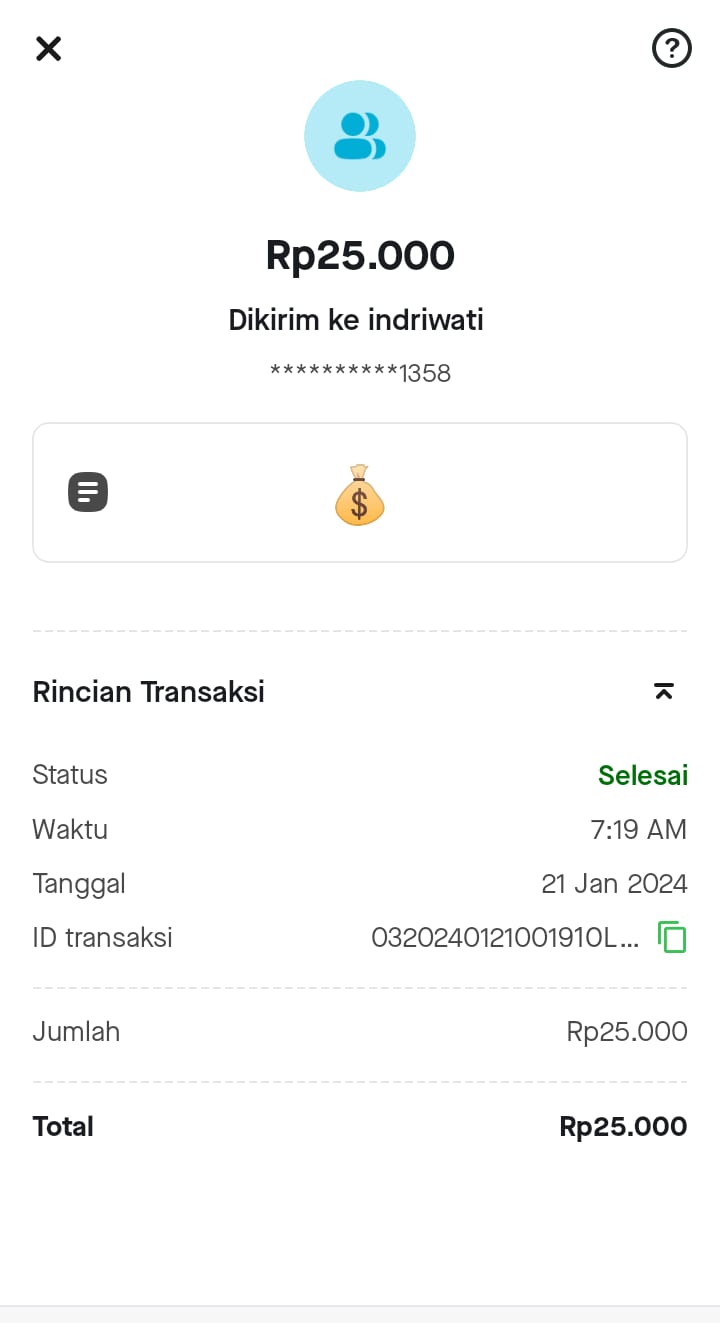 Rp25.000
Dikirim ke indriwati
**********1358
Rincian Transaksi
Status Selesai
Waktu 7:19 AM
Tanggal 21 Jan 2024
ID transaksi 0320240121001910L...
Jumlah Rp25.000
Total Rp25.000